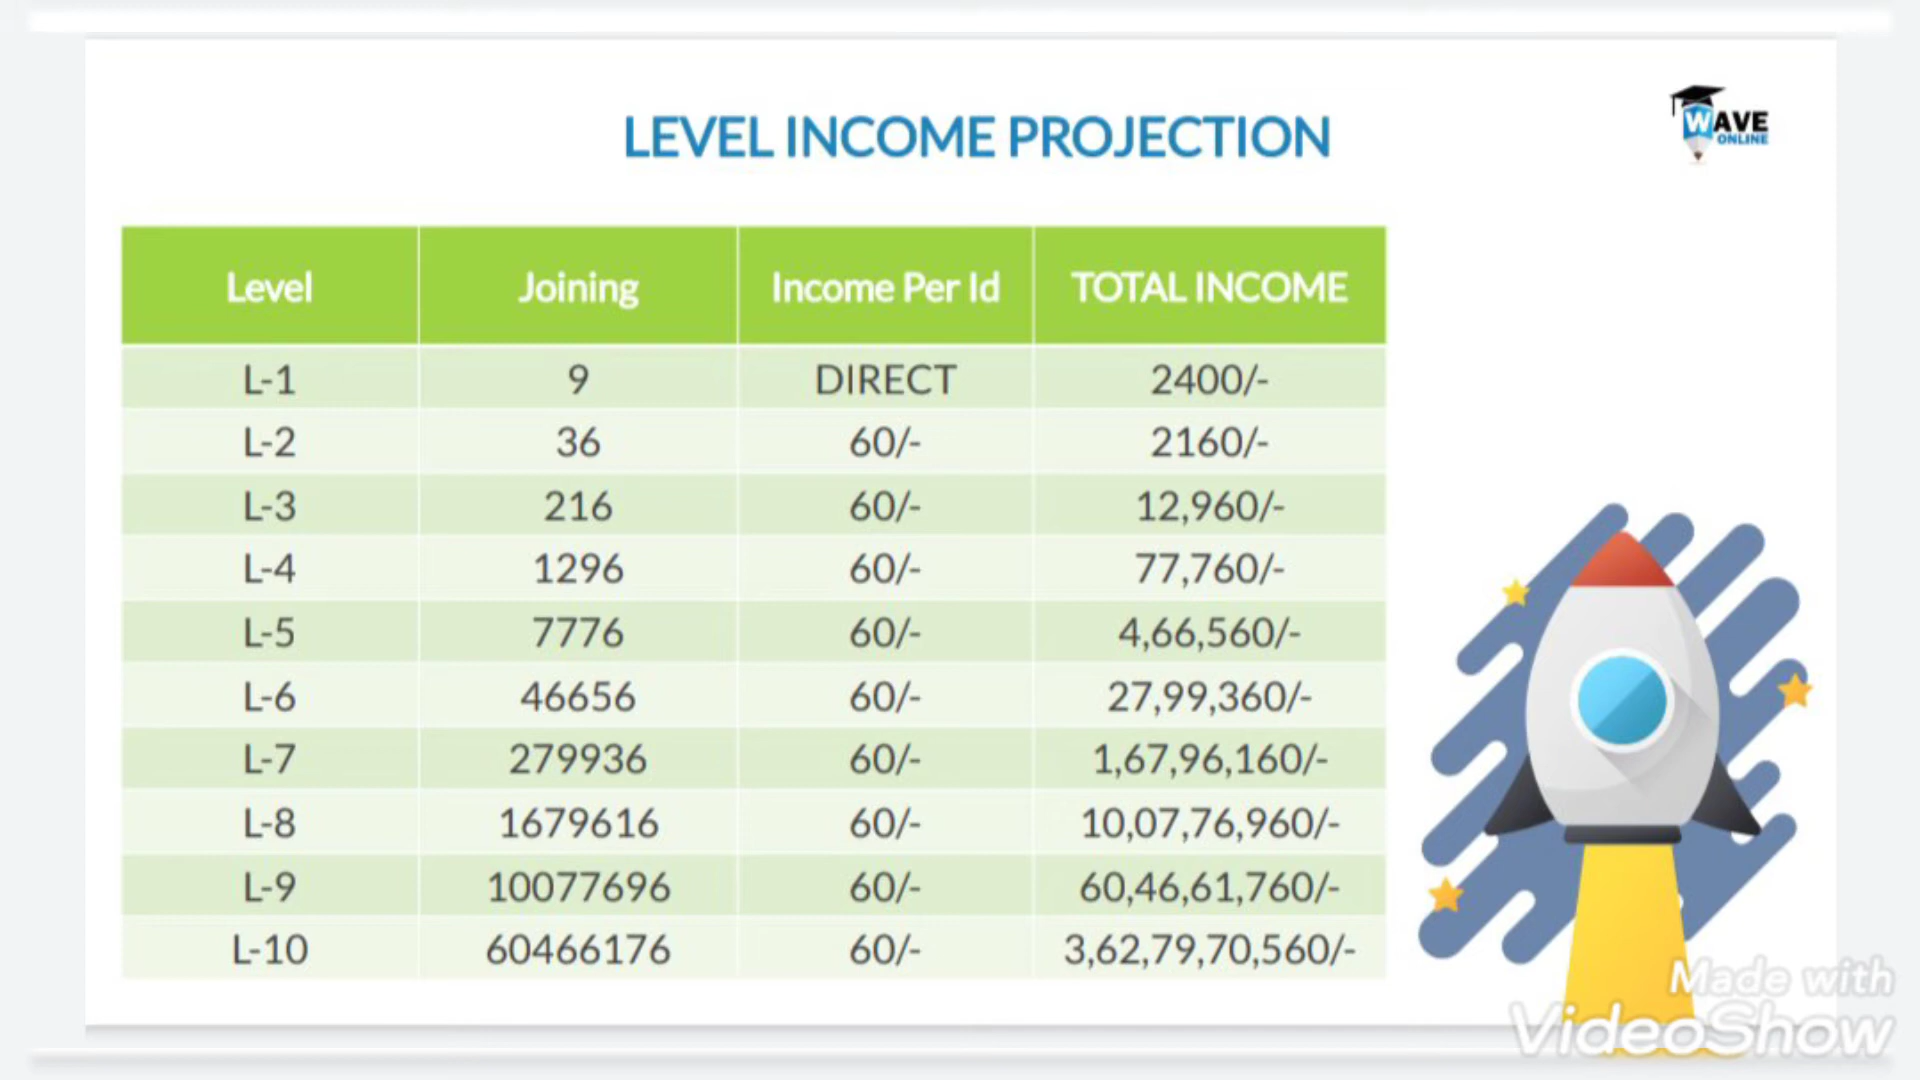 LEVEL INCOME PROJECTION
WAVE
ONLINE
Level Joining Income Per Id TOTAL INCOME
L-1 9 DIRECT 2400/-
L-2 36 60/- 2160/-
L-3 216 60/- 12,960/-
L-4 1296 60/- 77,760/-
L-5 7776 60/- 4,66,560/-
L-6 46656 60/- 27,99,360/-
L-7 279936 60/- 1,67,96,160/-
L-8 1679616 60/- 10,07,76,960/-
L-9 10077696 60/- 60,46,61,760/-
L-10 60466176 60/- 3,62,79,70,560/-
Made with
VideoShow